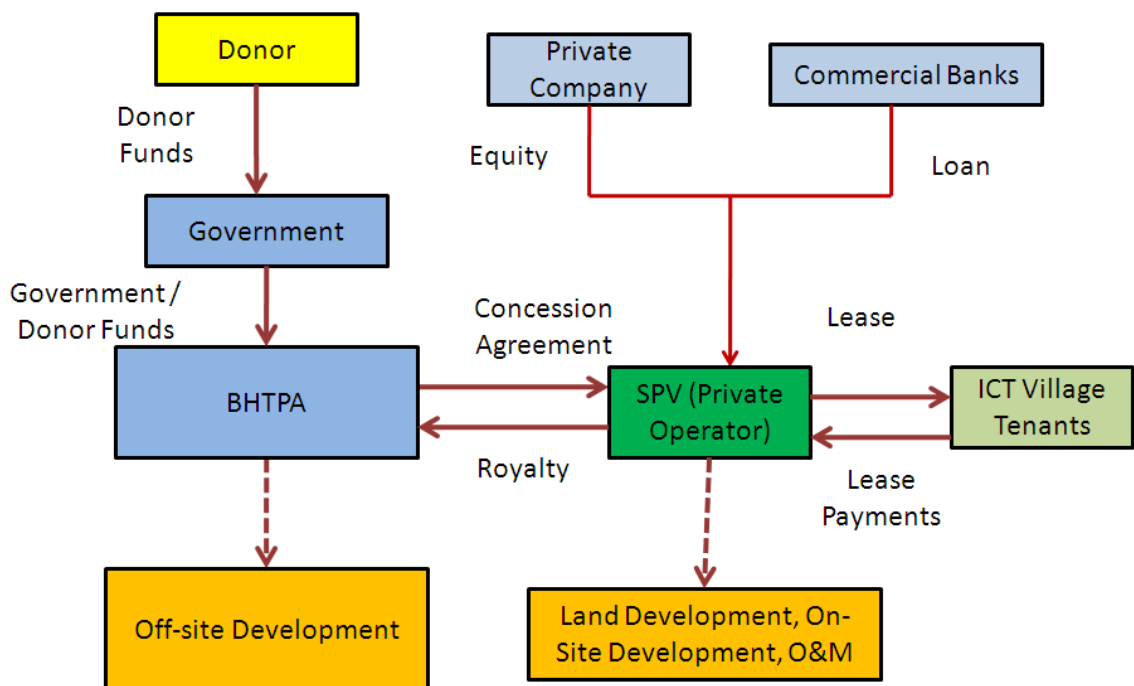 Donor
Private
Company
Commercial Banks
Donor
Funds
Equity
Loan
Government
Government /
Donor Funds
Concession
Agreement
Lease
BHTPA
SPV (Private
Operator)
ICT Village
Tenants
Royalty
Lease
Payments
Off-site Development
Land Development, On-
Site Development, O&M